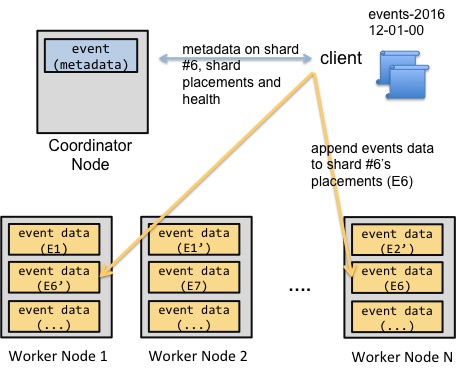 events-2016
12-01-00
event
(metadata)
metadata on shard
#6, shard
placements and
health
client
Coordinator
Node
append events data
to shard #6's
placements (E6)
event data
(E1)
event data
(E6’)
event data
(...)
Worker Node 1
event data
(E1’)
event data
(E7)
event data
(...)
Worker Node 2
....
event data
(E2’)
event data
(E6)
event data
(...)
Worker Node N